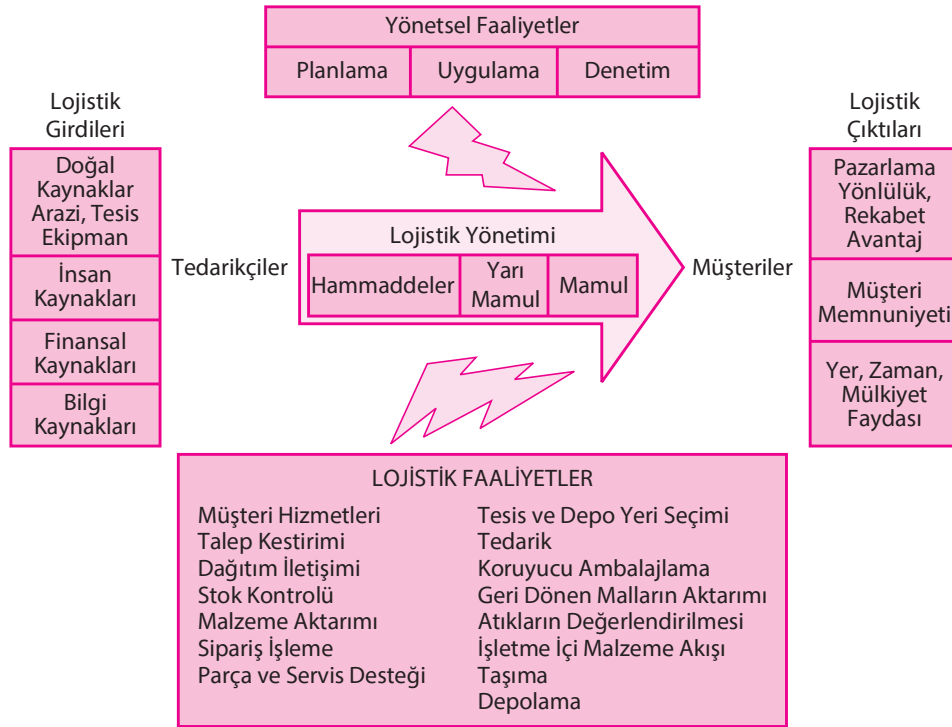 Yönetsel Faaliyetler
Planlama
Uygulama
Denetim
Lojistik
Girdileri
Doğal
Kaynaklar
Arazi, Tesis
Ekipman
İnsan
Kaynakları
Finansal
Kaynakları
Bilgi
Kaynakları
Tedarikçiler
Lojistik Yönetimi
Hammaddeler
Yarı
Mamul
Mamul
Müşteriler
Lojistik
Çıktıları
Pazarlama
Yönlülük,
Rekabet
Avantaj
Müşteri
Memnuniyeti
Yer, Zaman,
Mülkiyet
Faydası
LOJİSTİK FAALİYETLER
Müşteri Hizmetleri
Talep Kestirimi
Dağıtım İletişimi
Stok Kontrolü
Malzeme Aktarımı
Sipariş İşleme
Parça ve Servis Desteği
Tesis ve Depo Yeri Seçimi
Tedarik
Koruyucu Ambalajlama
Geri Dönen Malların Aktarımı
Atıkların Değerlendirilmesi
İşletme İçi Malzeme Akışı
Taşıma
Depolama